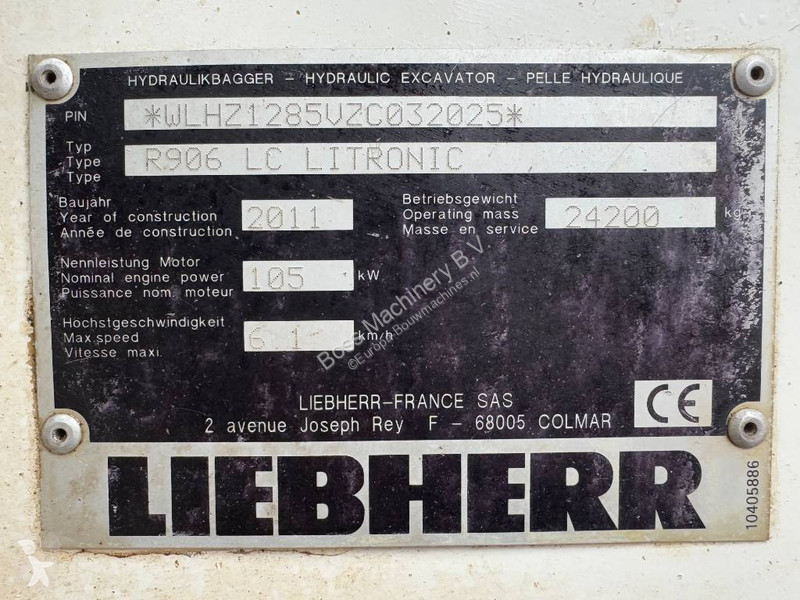 HYDRAULIKBAGGER – HYDRAULIC EXCAVATOR – PELLE HYDRAULIQUE
PIN *WLHZ1285VZC032025*
Typ
Type R906 LC LITRONIC
Type
Baujahr
Year of construction 2011
Année de construction
Betriebsgewicht
Operating mass 24200 kg
Masse en service
Nennleistung Motor
Nominal engine power 105 kW
Puissance nom. moteur
Höchstgeschwindigkeit
Max.speed 6.1 km/h
Vitesse maxi.
Boss Machinery B.V.
©Europa-Bouwmachines.nl
LIEBHERR-FRANCE SAS
2 avenue Joseph Rey F – 68005 COLMAR
CE
LIEBHERR
10405886